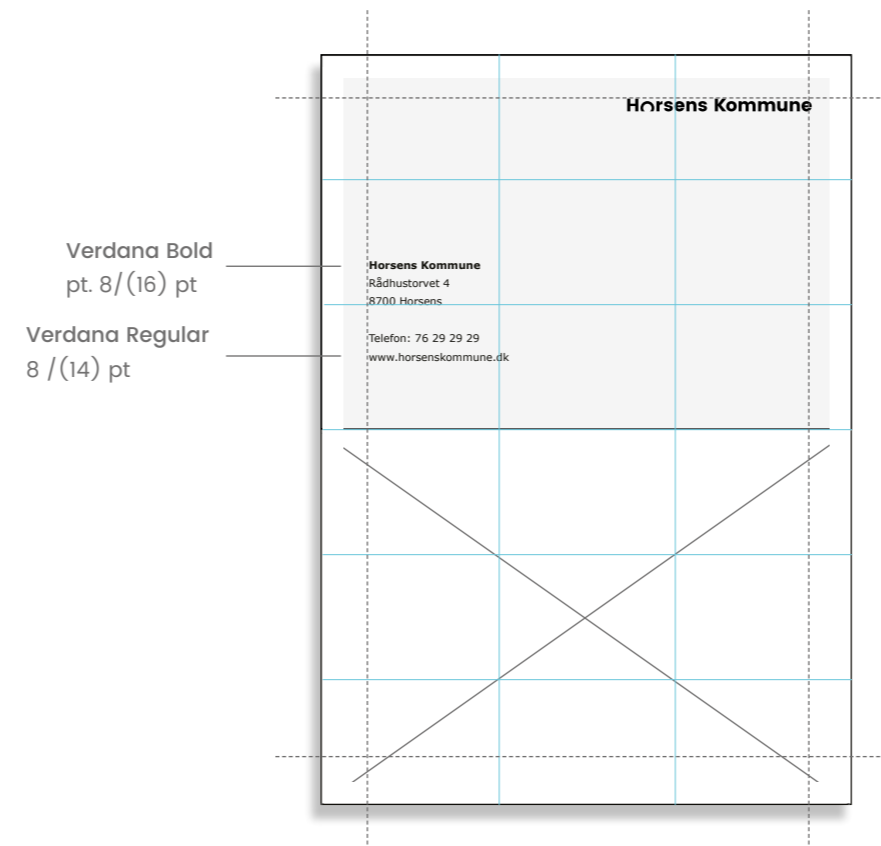 Horsens Kommune
Verdana Bold
pt. 8/(16) pt
Horsens Kommune
Rådhustorvet 4
8700 Horsens
Verdana Regular
8 /(14) pt
Telefon: 76 29 29 29
www.horsenskommune.dk